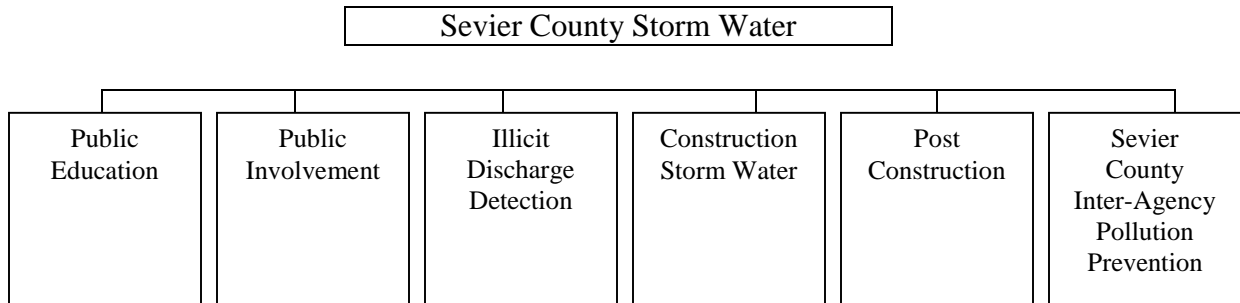 Sevier County Storm Water
Public
Education
Public
Involvement
Illicit
Discharge
Detection
Construction
Storm Water
Post
Construction
Sevier
County
Inter-Agency
Pollution
Prevention